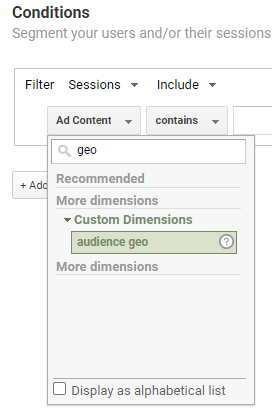 Conditions
Segment your users and/or their sessions
Filter Sessions Include
Ad Content contains
geo
Recommended
More dimensions
Custom Dimensions
audience geo ?
More dimensions
+ Add
Display as alphabetical list